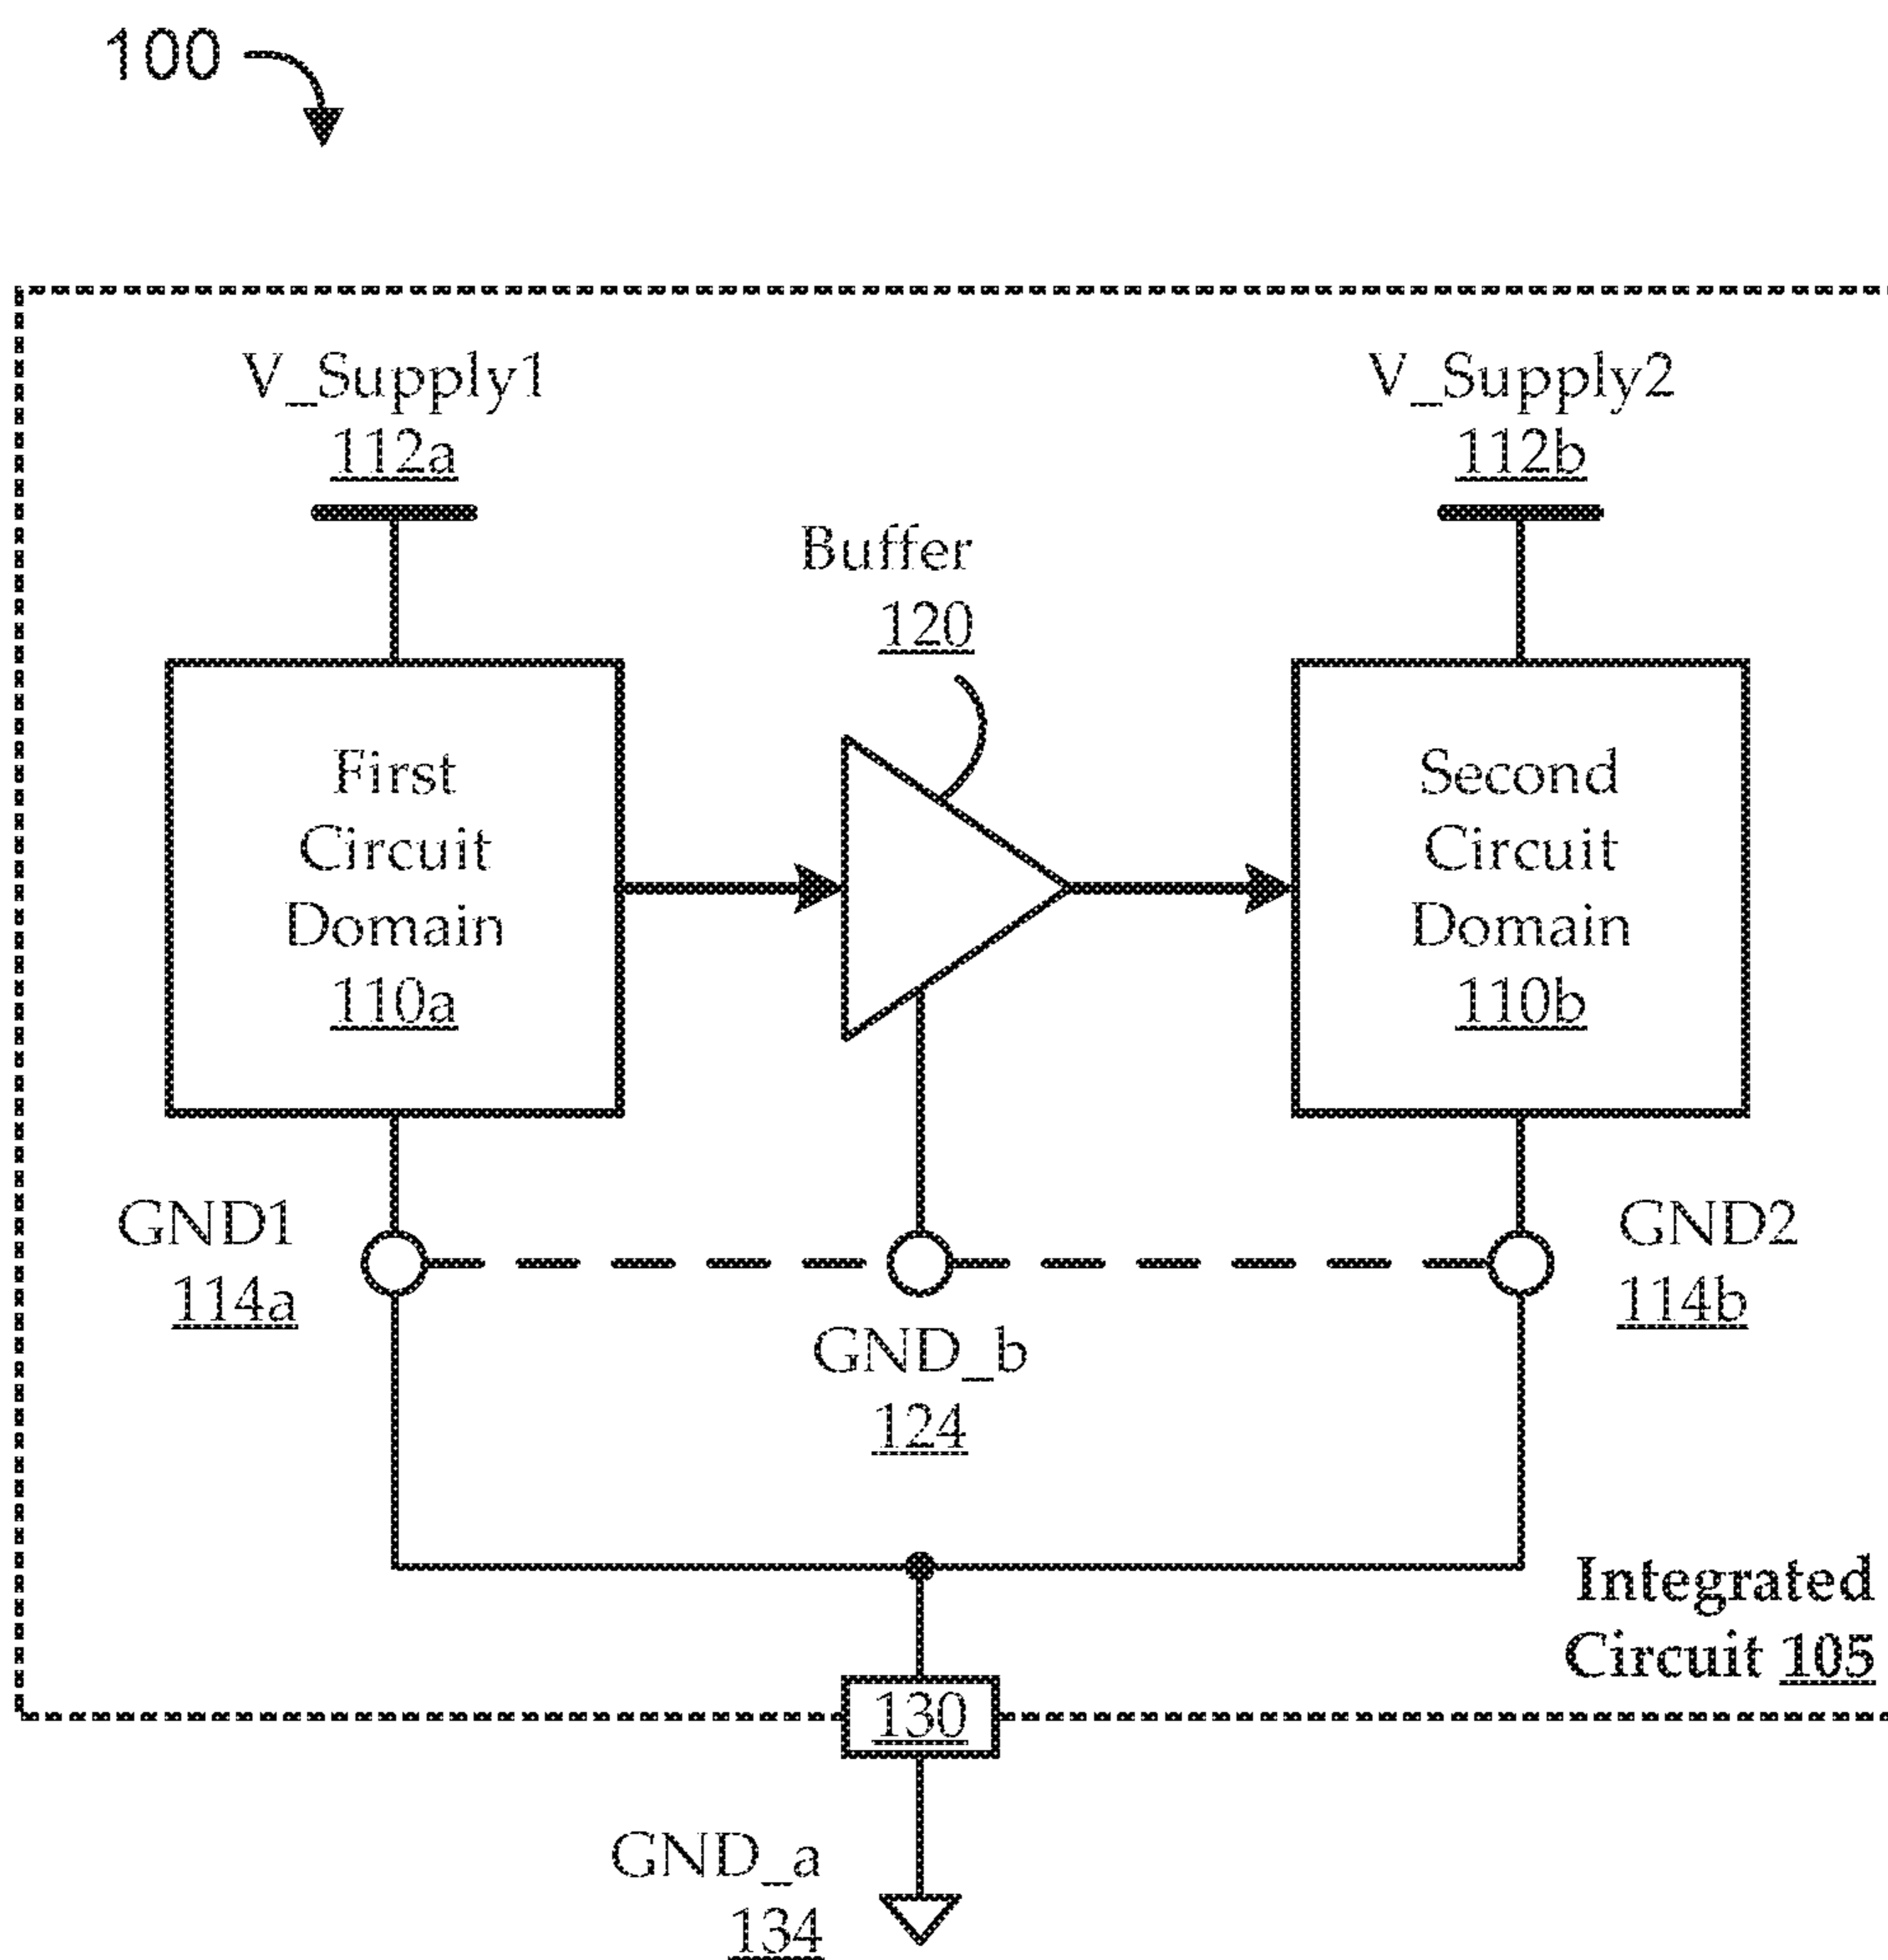 100
V_Supply1
112a
V_Supply2
112b
Buffer
120
First
Circuit
Domain
110a
Second
Circuit
Domain
110b
GND1
114a
GND_b
124
GND2
114b
Integrated
Circuit 105
130
GND_a
134